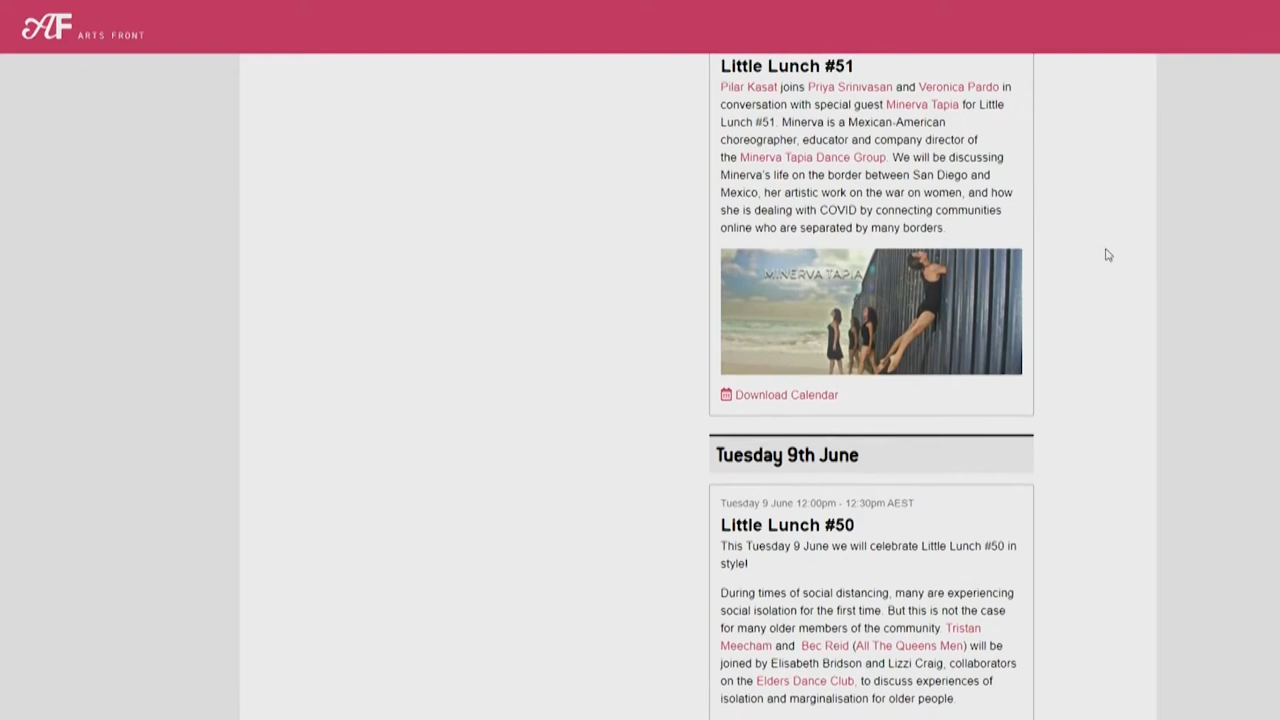 AF ARTS FRONT
Little Lunch #51
Pilar Kasat joins Priya Srinivasan and Veronica Pardo in
conversation with special guest Minerva Tapia for Little
Lunch #51. Minerva is a Mexican-American
choreographer, educator and company director of
the Minerva Tapia Dance Group. We will be discussing
Minerva's life on the border between San Diego and
Mexico, her artistic work on the war on women, and how
she is dealing with COVID by connecting communities
online who are separated by many borders.
MINERVA TAPIA
Download Calendar
Tuesday 9th June
Tuesday 9 June 12:00pm - 12:30pm AEST
Little Lunch #50
This Tuesday 9 June we will celebrate Little Lunch #50 in
style!
During times of social distancing, many are experiencing
social isolation for the first time. But this is not the case
for many older members of the community. Tristan
Meecham and Bec Reid (All The Queens Men) will be
joined by Elisabeth Bridson and Lizzi Craig, collaborators
on the Elders Dance Club, to discuss experiences of
isolation and marginalisation for older people.